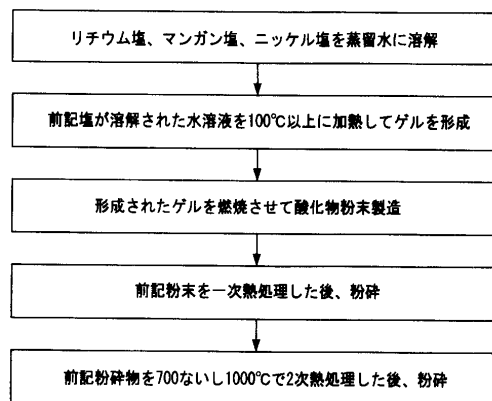 リチウム塩、マンガン塩、ニッケル塩を蒸留水に溶解
前記塩が溶解された水溶液を100℃以上に加熱してゲルを形成
形成されたゲルを燃焼させて酸化物粉末製造
前記粉末を一次熱処理した後、粉砕
前記粉砕物を700ないし1000℃で2次熱処理した後、粉砕